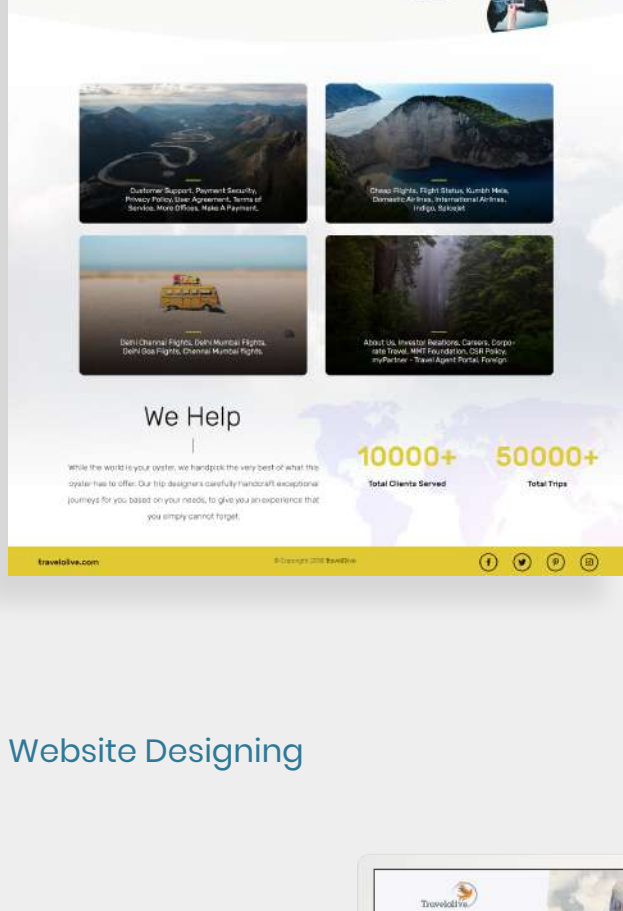 Customer Support, Payment Security,
Privacy Policy, User Agreement, Terms of
Service, More Offices, Make A Payment,
Cheap Flights, Flight Status, Kumbh Mela,
Domestic Airlines, International Airlines,
Indigo, Spicejet
Delhi Chennai Flights, Delhi Mumbai Flights,
Delhi Goa Flights, Chennai Mumbai flights.
About Us, Investor Relations, Careers, Corpo-
rate Travel, MMT Foundation, CSR Policy,
myPartner - Travel Agent Portal, Foreign
We Help
While the world is your oyster, we handpick the very best of what this
oyster has to offer. Our trip designers carefully handcraft exceptional
journeys for you based on your needs, to give you an experience that
you simply cannot forget.
10000+
Total Clients Served
50000+
Total Trips
travelolive.com
© Copyright 2018 TravelOlive
Website Designing
Travelolive